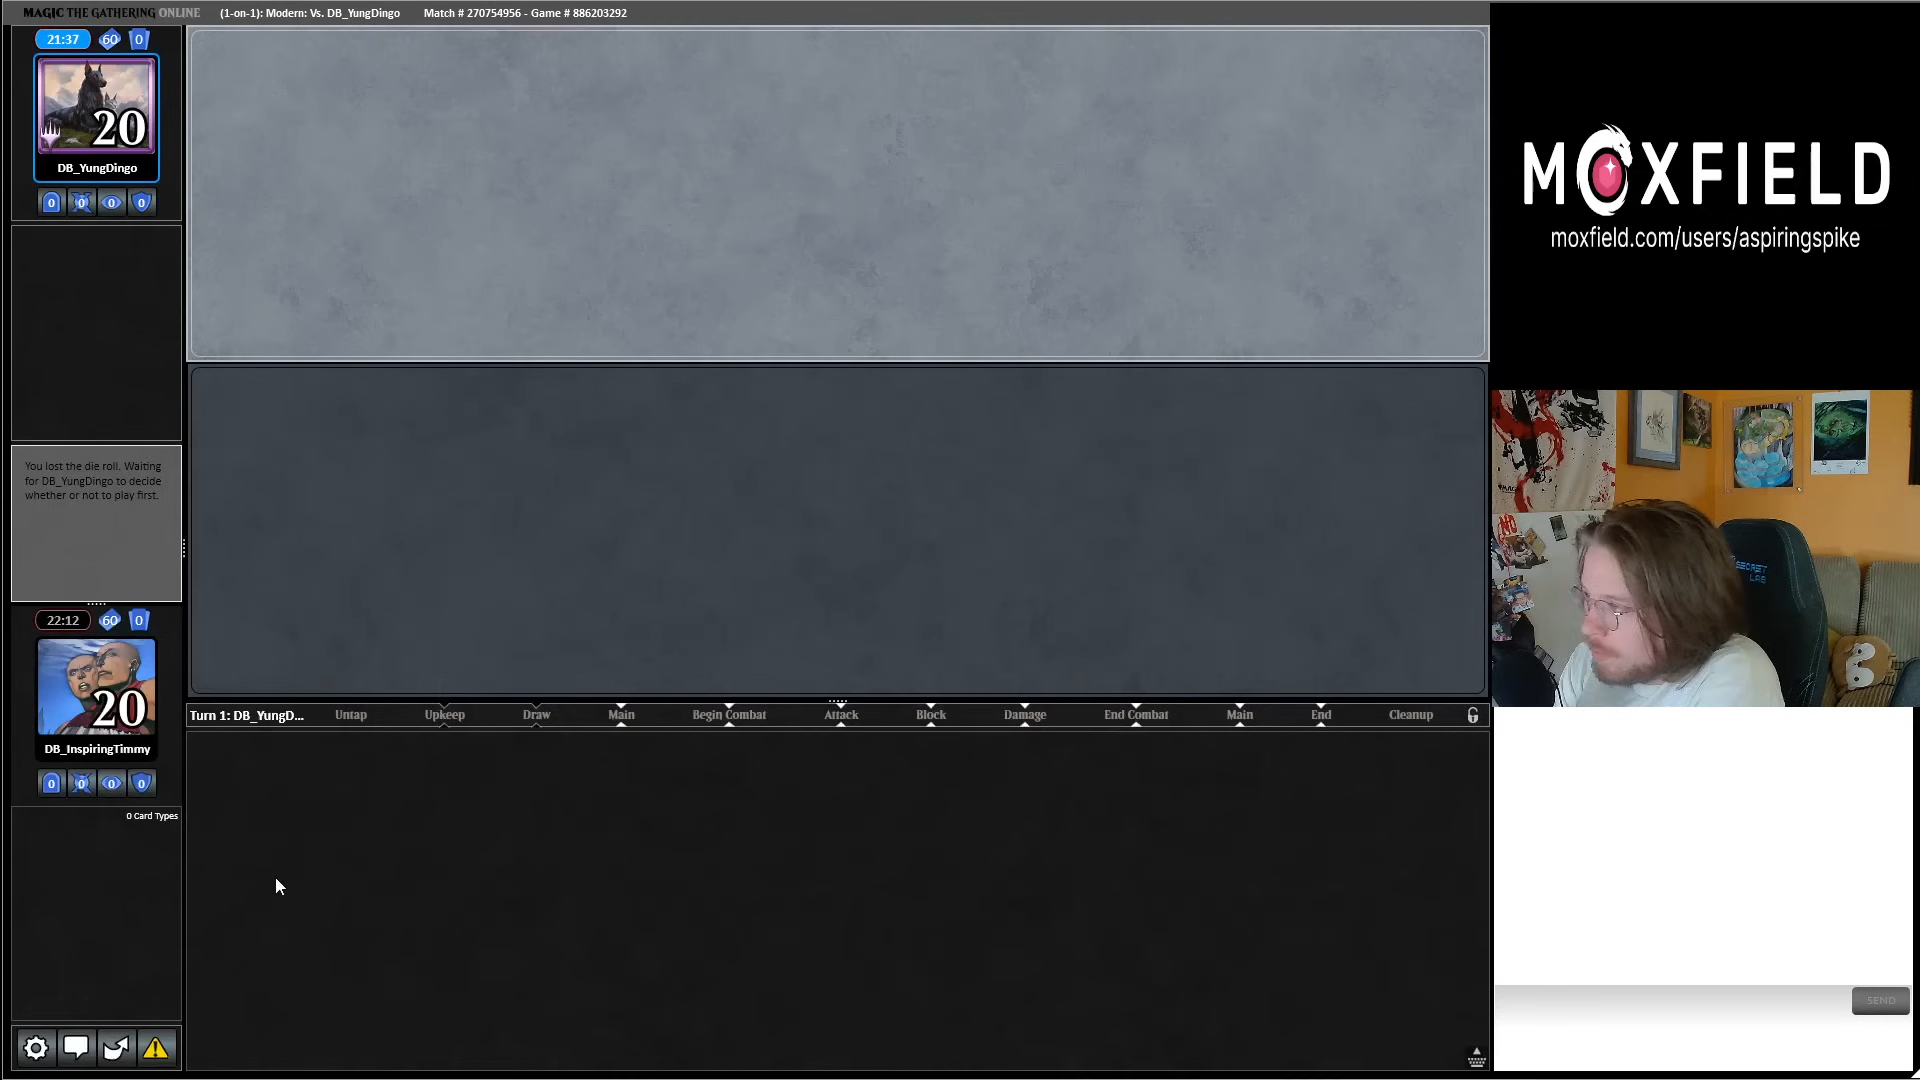 MAGIC THE GATHERING ONLINE
(1-on-1): Modern: Vs. DB_YungDingo
Match # 270754956 - Game # 886203292
21:37
60
0
20
DB_YungDingo
0
0
0
0
You lost the die roll. Waiting
for DB_YungDingo to decide
whether or not to play first.
22:12
60
0
20
DB_InspiringTimmy
0
0
0
0
0 Card Types
Turn 1: DB_YungD...
Untap
Upkeep
Draw
Main
Begin Combat
Attack
Block
Damage
End Combat
Main
End
Cleanup
MOXFIELD
moxfield.com/users/aspiringspike
SECRET
LAB
NO
SEND